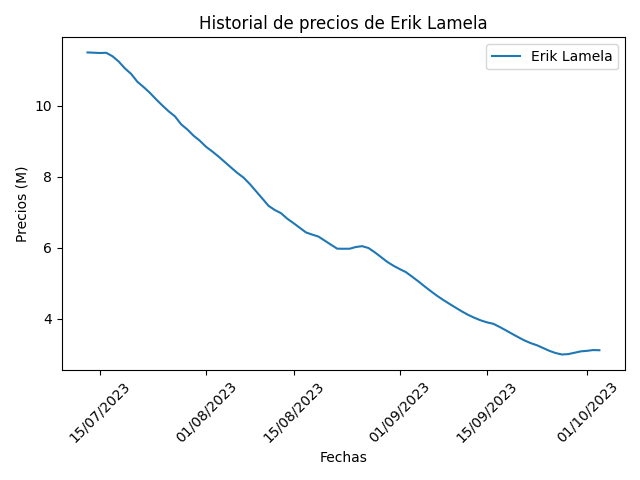 Historial de precios de Erik Lamela
Erik Lamela
Precios (M)
10
8
6
4
15/07/2023
01/08/2023
15/08/2023
01/09/2023
15/09/2023
01/10/2023
Fechas